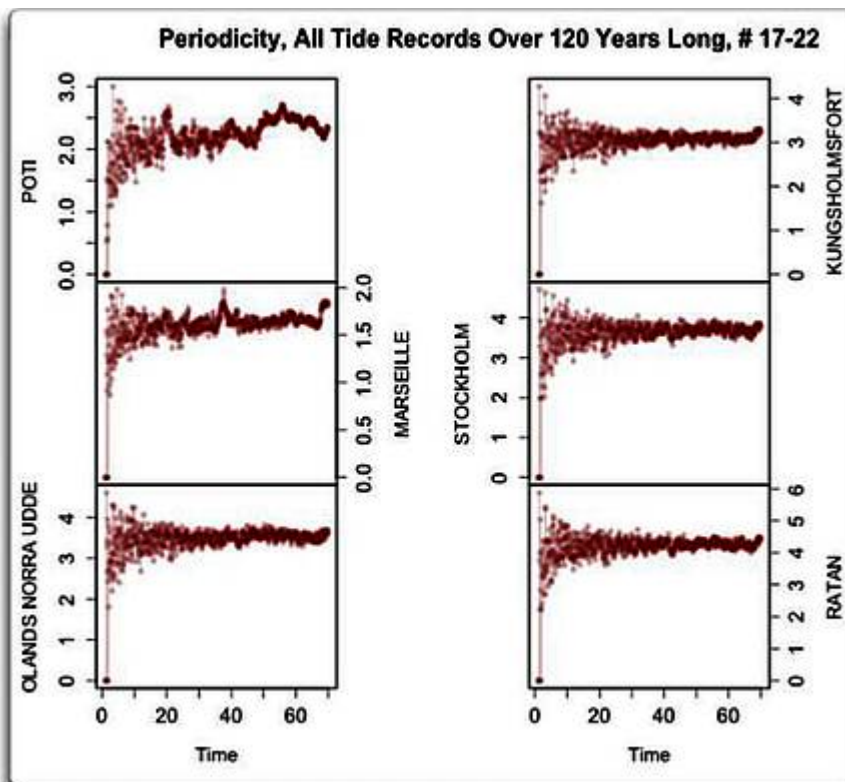 Periodicity, All Tide Records Over 120 Years Long, # 17-22
POTI
0.0 1.0 2.0 3.0
MARSEILLE
0.0 0.5 1.0 1.5 2.0
OLANDS NORRA UDDE
0 1 2 3 4
0 20 40 60
Time
KUNGSHOLMSFORT
0 1 2 3 4
STOCKHOLM
0 1 2 3 4
RATAN
0 1 2 3 4 5 6
0 20 40 60
Time